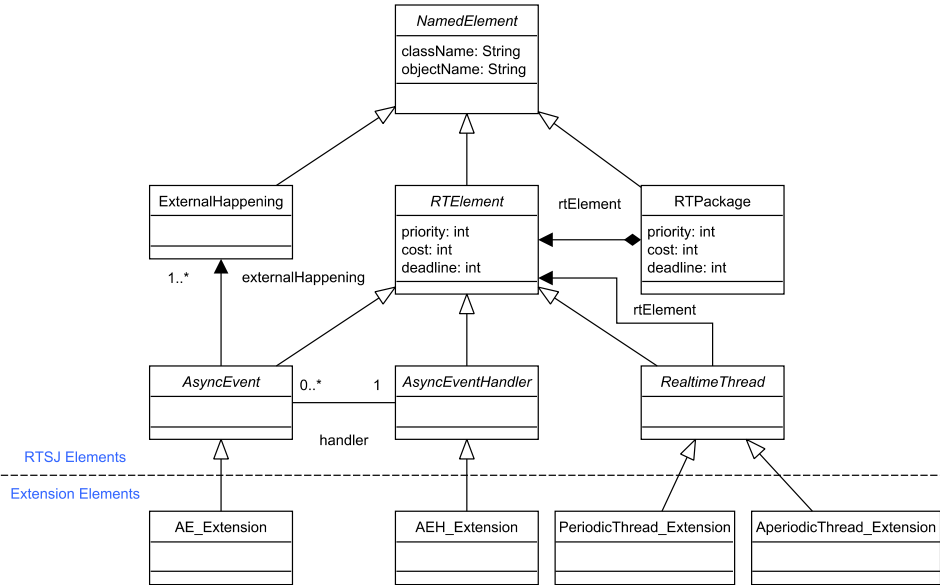 NamedElement
className: String
objectName: String
ExternalHappening
RTElement
priority: int
cost: int
deadline: int
rtElement
RTPackage
priority: int
cost: int
deadline: int
1..*
externalHappening
rtElement
AsyncEvent
0..*
1
handler
AsyncEventHandler
RealtimeThread
RTSJ Elements
Extension Elements
AE_Extension
AEH_Extension
PeriodicThread_Extension
AperiodicThread_Extension